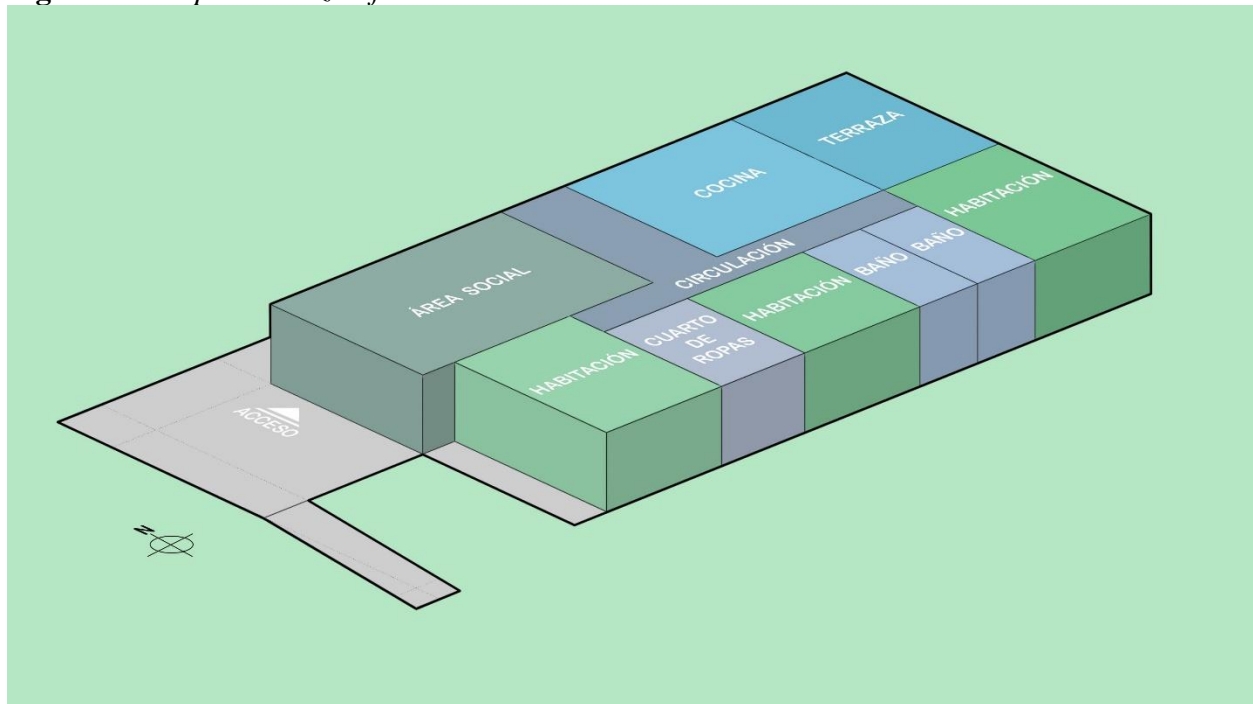 TERRAZA
COCINA
HABITACIÓN
BAÑO
BAÑO
CIRCULACIÓN
HABITACIÓN
ÁREA SOCIAL
CUARTO
DE
ROPAS
HABITACIÓN
ACCESO
N